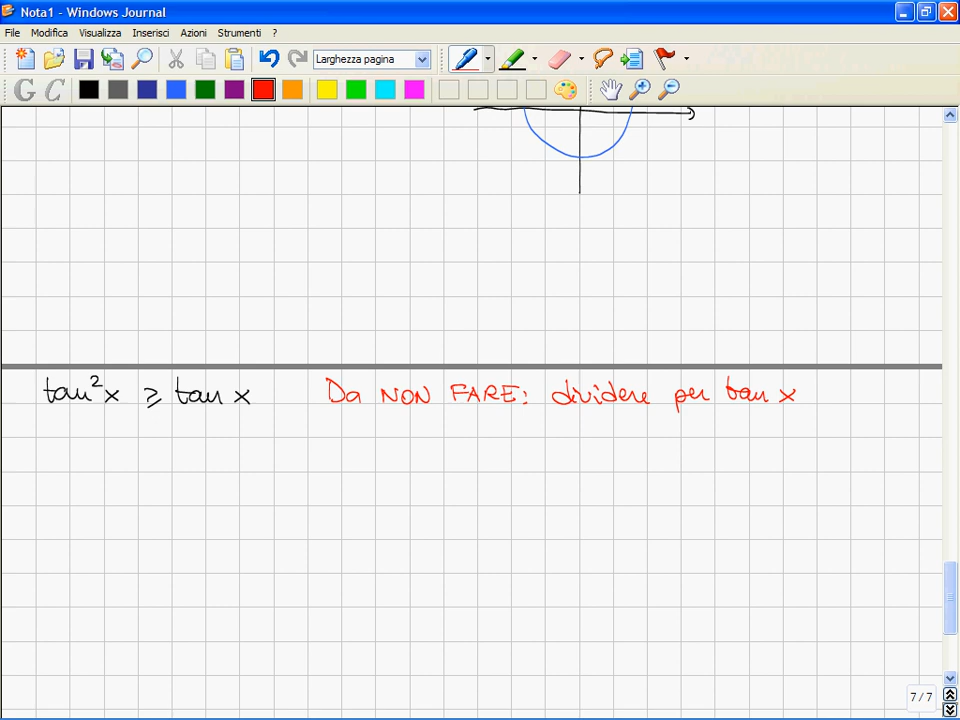 Nota1 - Windows Journal
File Modifica Visualizza Inserisci Azioni Strumenti ?
Larghezza pagina
G C
tan²x ⩾ tan x Da NON FARE: dividere per tan x
7 / 7